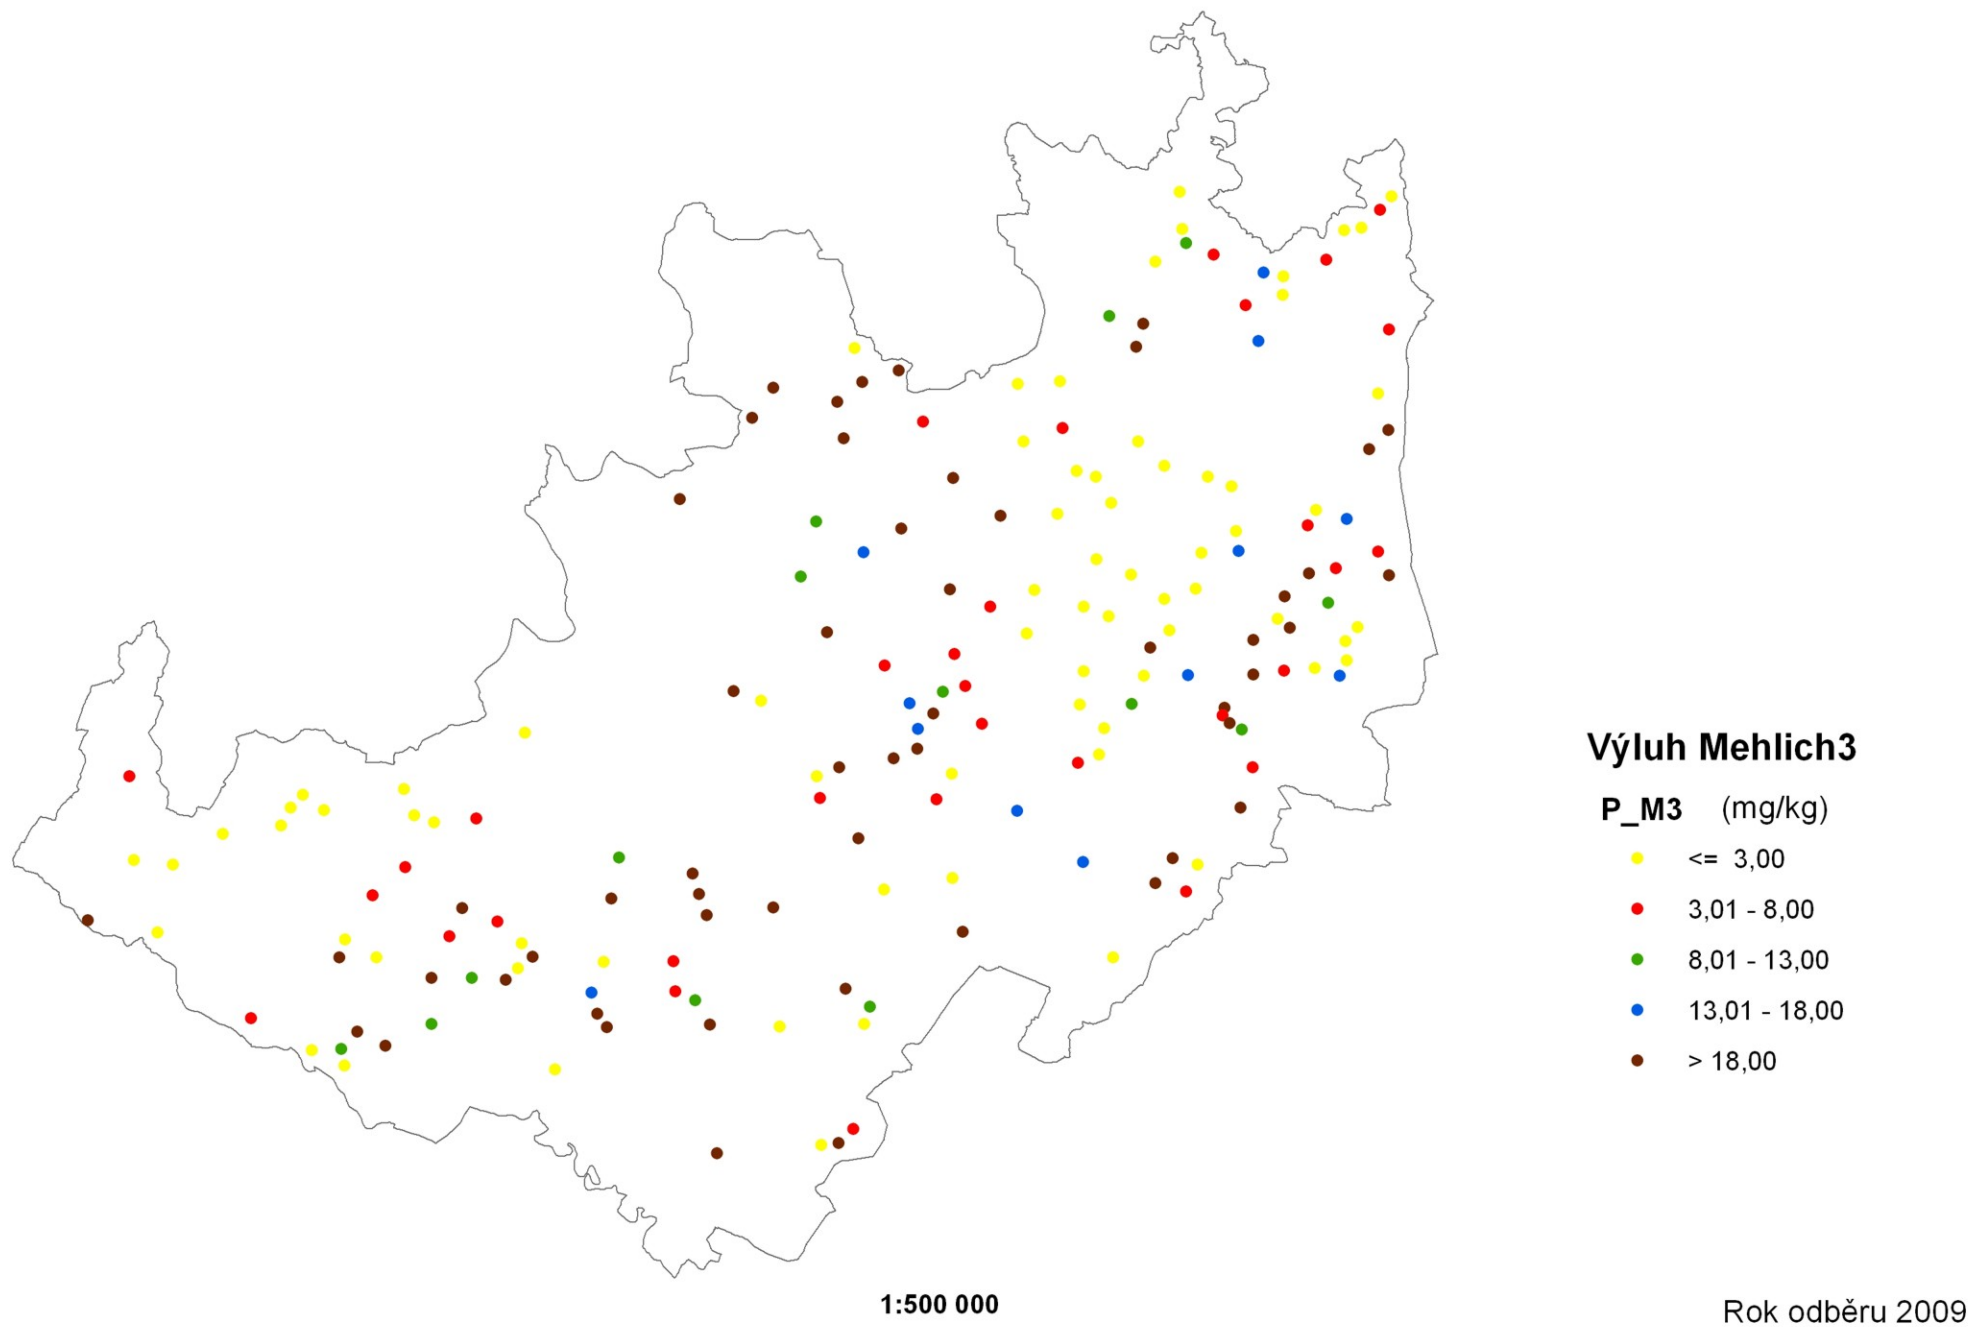 Výluh Mehlich3
P_M3 (mg/kg)
<= 3,00
3,01 - 8,00
8,01 - 13,00
13,01 - 18,00
> 18,00
1:500 000
Rok odběru 2009